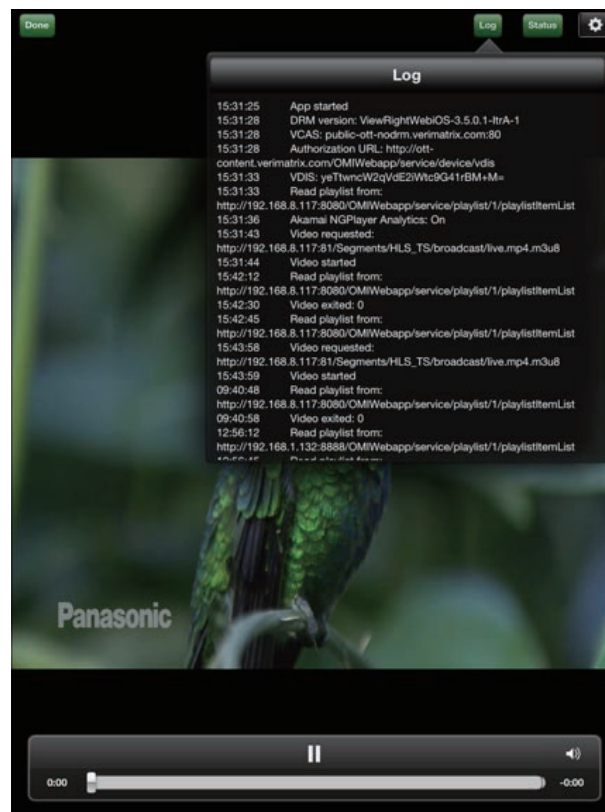 Done
Log
Status
Log
15:31:25 App started
15:31:28 DRM version: ViewRightWebiOS-3.5.0.1-ItrA-1
15:31:28 VCAS: public-ott-nodrm.verimatrix.com:80
15:31:28 Authorization URL: http://ott-
content.verimatrix.com/OMIWebapp/service/device/vdis
15:31:33 VDIS: yeTtwncW2qVdE2iWtc9G41rBM+M=
15:31:33 Read playlist from:
http://192.168.8.117:8080/OMIWebapp/service/playlist/1/playlistItemList
15:31:36 Akamai NGPlayer Analytics: On
15:31:43 Video requested:
http://192.168.8.117:81/Segments/HLS_TS/broadcast/live.mp4.m3u8
15:31:44 Video started
15:42:12 Read playlist from:
http://192.168.8.117:8080/OMIWebapp/service/playlist/1/playlistItemList
15:42:30 Video exited: 0
15:42:45 Read playlist from:
http://192.168.8.117:8080/OMIWebapp/service/playlist/1/playlistItemList
15:43:58 Video requested:
http://192.168.8.117:81/Segments/HLS_TS/broadcast/live.mp4.m3u8
15:43:59 Video started
09:40:48 Read playlist from:
http://192.168.8.117:8080/OMIWebapp/service/playlist/1/playlistItemList
09:40:58 Video exited: 0
12:56:12 Read playlist from:
http://192.168.1.132:8888/OMIWebapp/service/playlist/1/playlistItemList
12:56:45 Read playlist from:
Panasonic
0:00
-0:00